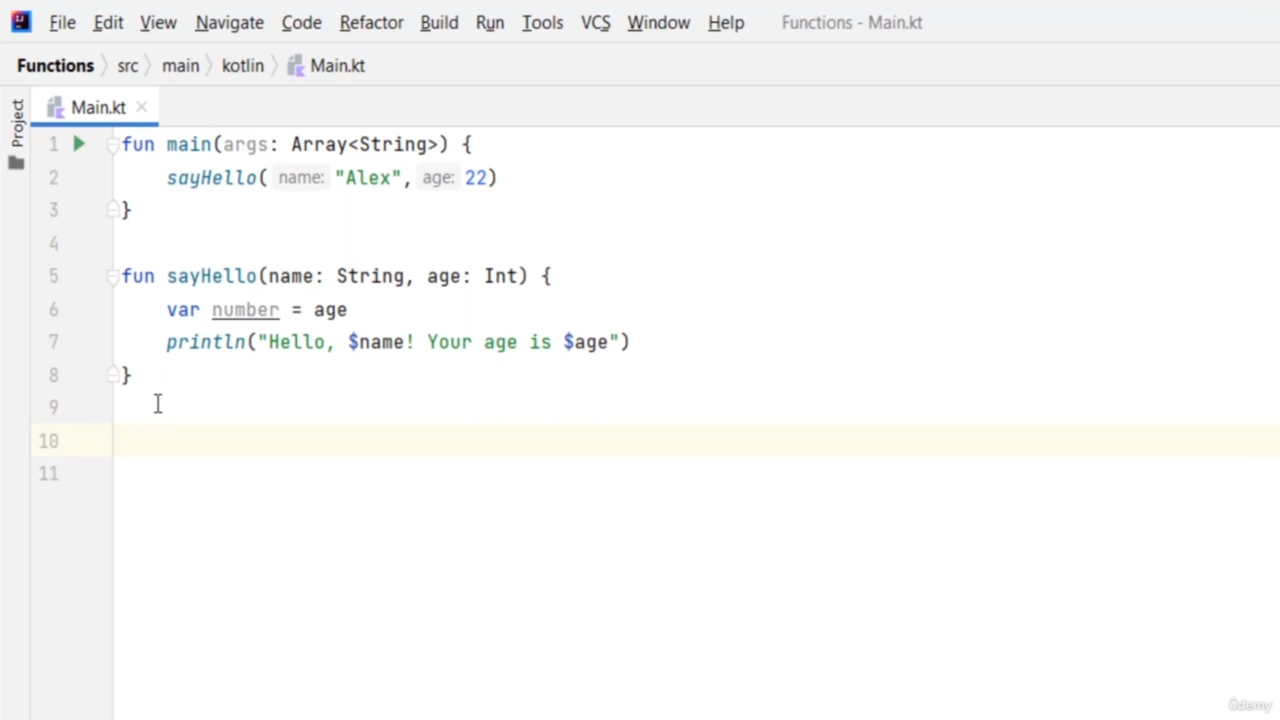 File Edit View Navigate Code Refactor Build Run Tools VCS Window Help Functions - Main.kt
Functions src main kotlin Main.kt
Project
Main.kt
1 fun main(args: Array<String>) {
2 sayHello( name: "Alex", age: 22)
3 }
4
5 fun sayHello(name: String, age: Int) {
6 var number = age
7 println("Hello, $name! Your age is $age")
8 }
9
10
11
ûdemy